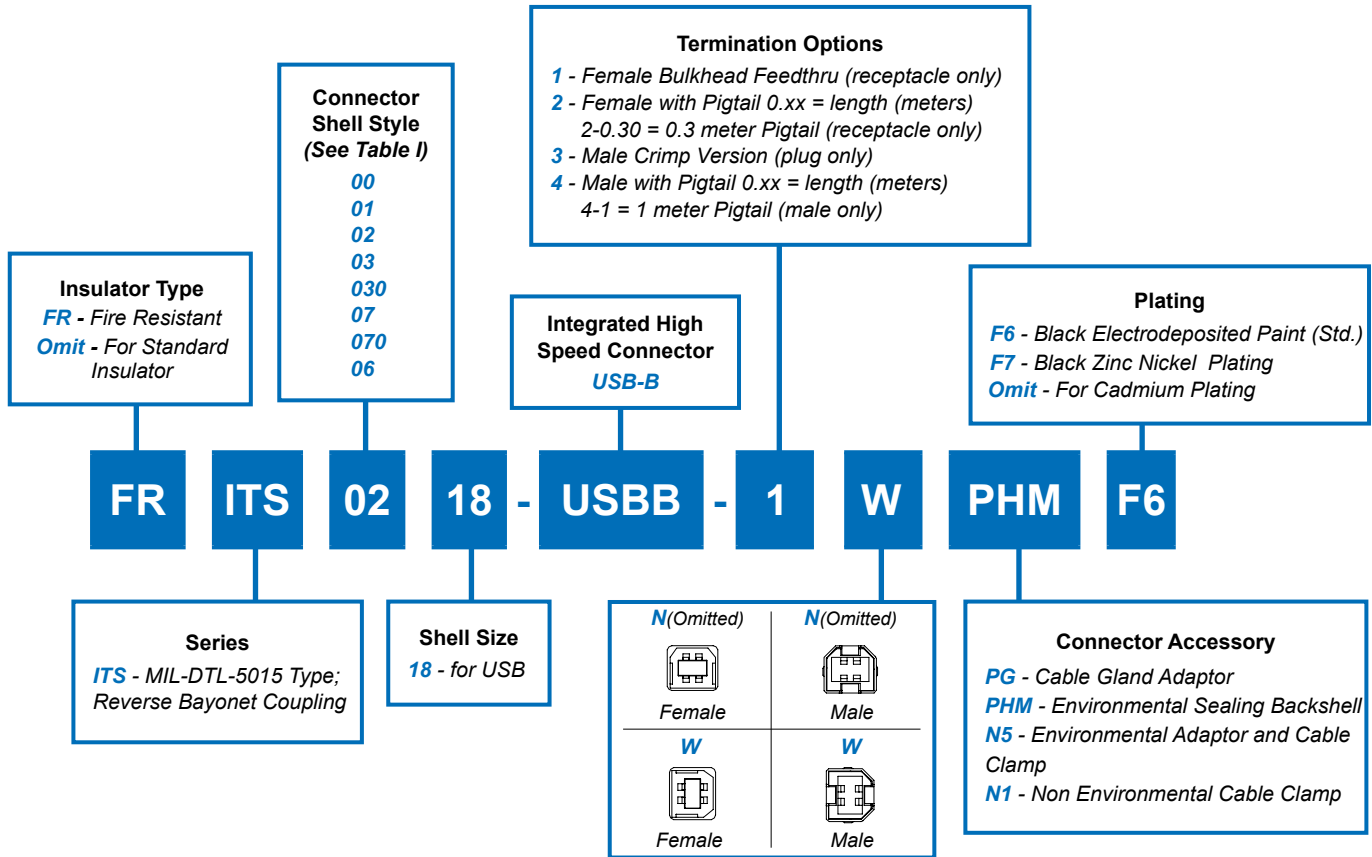 Termination Options
1 - Female Bulkhead Feedthru (receptacle only)
2 - Female with Pigtail 0.xx = length (meters)
2-0.30 = 0.3 meter Pigtail (receptacle only)
3 - Male Crimp Version (plug only)
4 - Male with Pigtail 0.xx = length (meters)
4-1 = 1 meter Pigtail (male only)
Connector
Shell Style
(See Table I)
00
01
02
03
030
07
070
06
Insulator Type
FR - Fire Resistant
Omit - For Standard
Insulator
Integrated High
Speed Connector
USB-B
Plating
F6 - Black Electrodeposited Paint (Std.)
F7 - Black Zinc Nickel Plating
Omit - For Cadmium Plating
FR ITS 02 18 - USBB - 1 W PHM F6
Series
ITS - MIL-DTL-5015 Type;
Reverse Bayonet Coupling
Shell Size
18 - for USB
N(Omitted)
Female
N(Omitted)
Male
W
Female
W
Male
Connector Accessory
PG - Cable Gland Adaptor
PHM - Environmental Sealing Backshell
N5 - Environmental Adaptor and Cable
Clamp
N1 - Non Environmental Cable Clamp